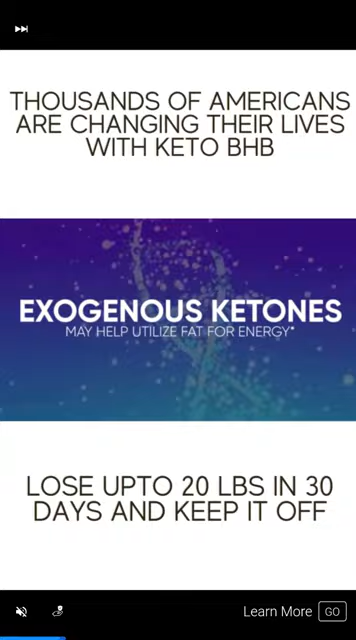 THOUSANDS OF AMERICANS
ARE CHANGING THEIR LIVES
WITH KETO BHB
EXOGENOUS KETONES
MAY HELP UTILIZE FAT FOR ENERGY*
LOSE UPTO 20 LBS IN 30
DAYS AND KEEP IT OFF
Learn More GO